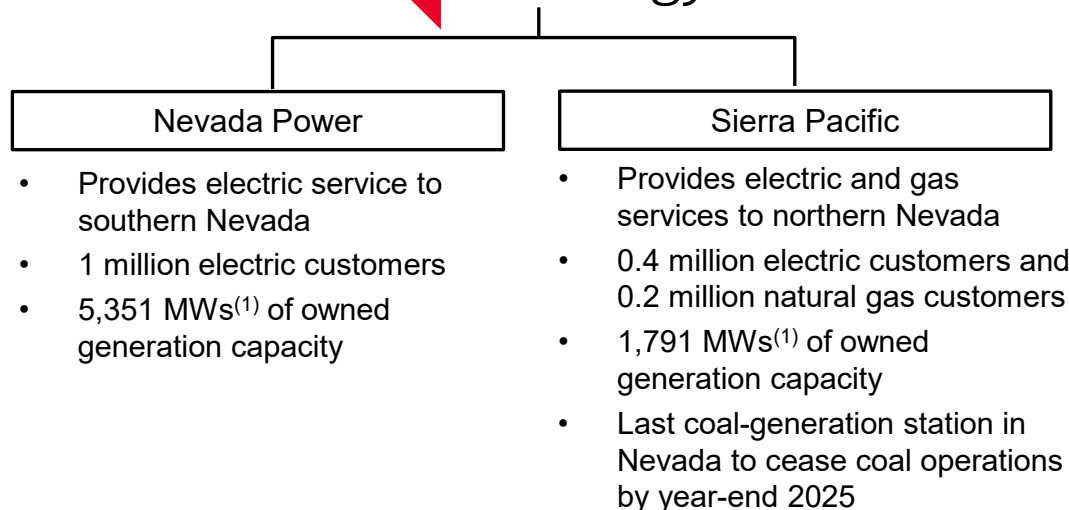 Nevada Power
• Provides electric service to
southern Nevada
• 1 million electric customers
• 5,351 MWs(1) of owned
generation capacity
Sierra Pacific
• Provides electric and gas
services to northern Nevada
• 0.4 million electric customers and
0.2 million natural gas customers
• 1,791 MWs(1) of owned
generation capacity
• Last coal-generation station in
Nevada to cease coal operations
by year-end 2025